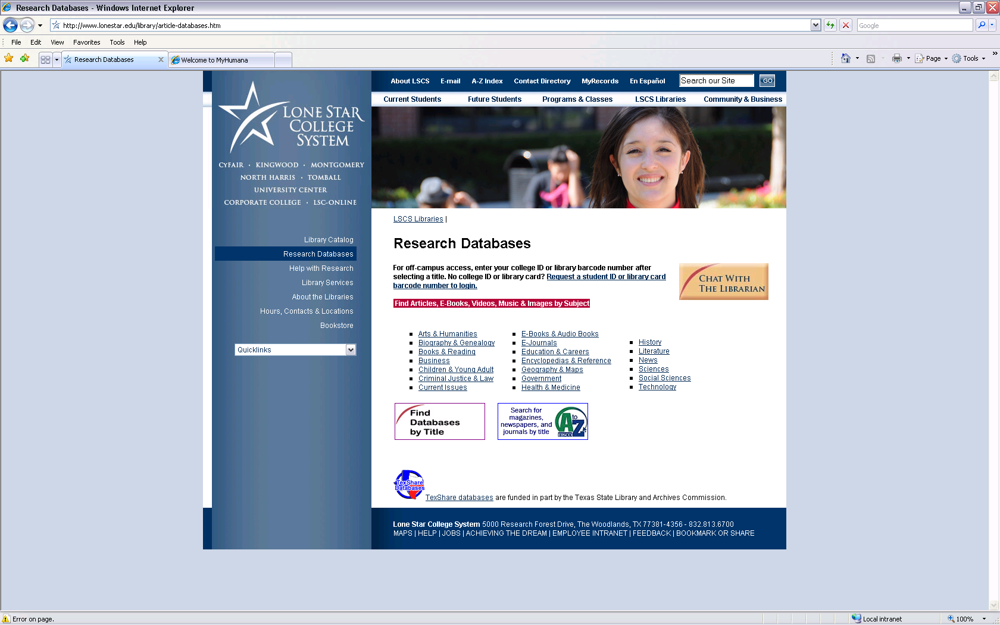 Research Databases - Windows Internet Explorer
http://www.lonestar.edu/library/article-databases.htm
Google
File Edit View Favorites Tools Help
Research Databases
Welcome to MyHumana
Page Tools
About LSCS E-mail A-Z Index Contact Directory MyRecords En Español Search our Site GO
Current Students Future Students Programs & Classes LSCS Libraries Community & Business
LONE STAR
COLLEGE
SYSTEM
CYFAIR · KINGWOOD · MONTGOMERY
NORTH HARRIS · TOMBALL
UNIVERSITY CENTER
CORPORATE COLLEGE · LSC-ONLINE
Library Catalog
Research Databases
Help with Research
Library Services
About the Libraries
Hours, Contacts & Locations
Bookstore
Quicklinks
LSCS Libraries |
Research Databases
For off-campus access, enter your college ID or library barcode number after
selecting a title. No college ID or library card? Request a student ID or library card
barcode number to login.
CHAT WITH
THE LIBRARIAN
Find Articles, E-Books, Videos, Music & Images by Subject
Arts & Humanities
Biography & Genealogy
Books & Reading
Business
Children & Young Adult
Criminal Justice & Law
Current Issues
E-Books & Audio Books
E-Journals
Education & Careers
Encyclopedias & Reference
Geography & Maps
Government
Health & Medicine
History
Literature
News
Sciences
Social Sciences
Technology
Find
Databases
by Title
Search for
magazines,
newspapers, and
journals by title
A to Z
EBSCO
TexShare
Databases
TexShare databases are funded in part by the Texas State Library and Archives Commission.
Lone Star College System 5000 Research Forest Drive, The Woodlands, TX 77381-4356 - 832.813.6700
MAPS | HELP | JOBS | ACHIEVING THE DREAM | EMPLOYEE INTRANET | FEEDBACK | BOOKMARK OR SHARE
Error on page.
Local intranet
100%